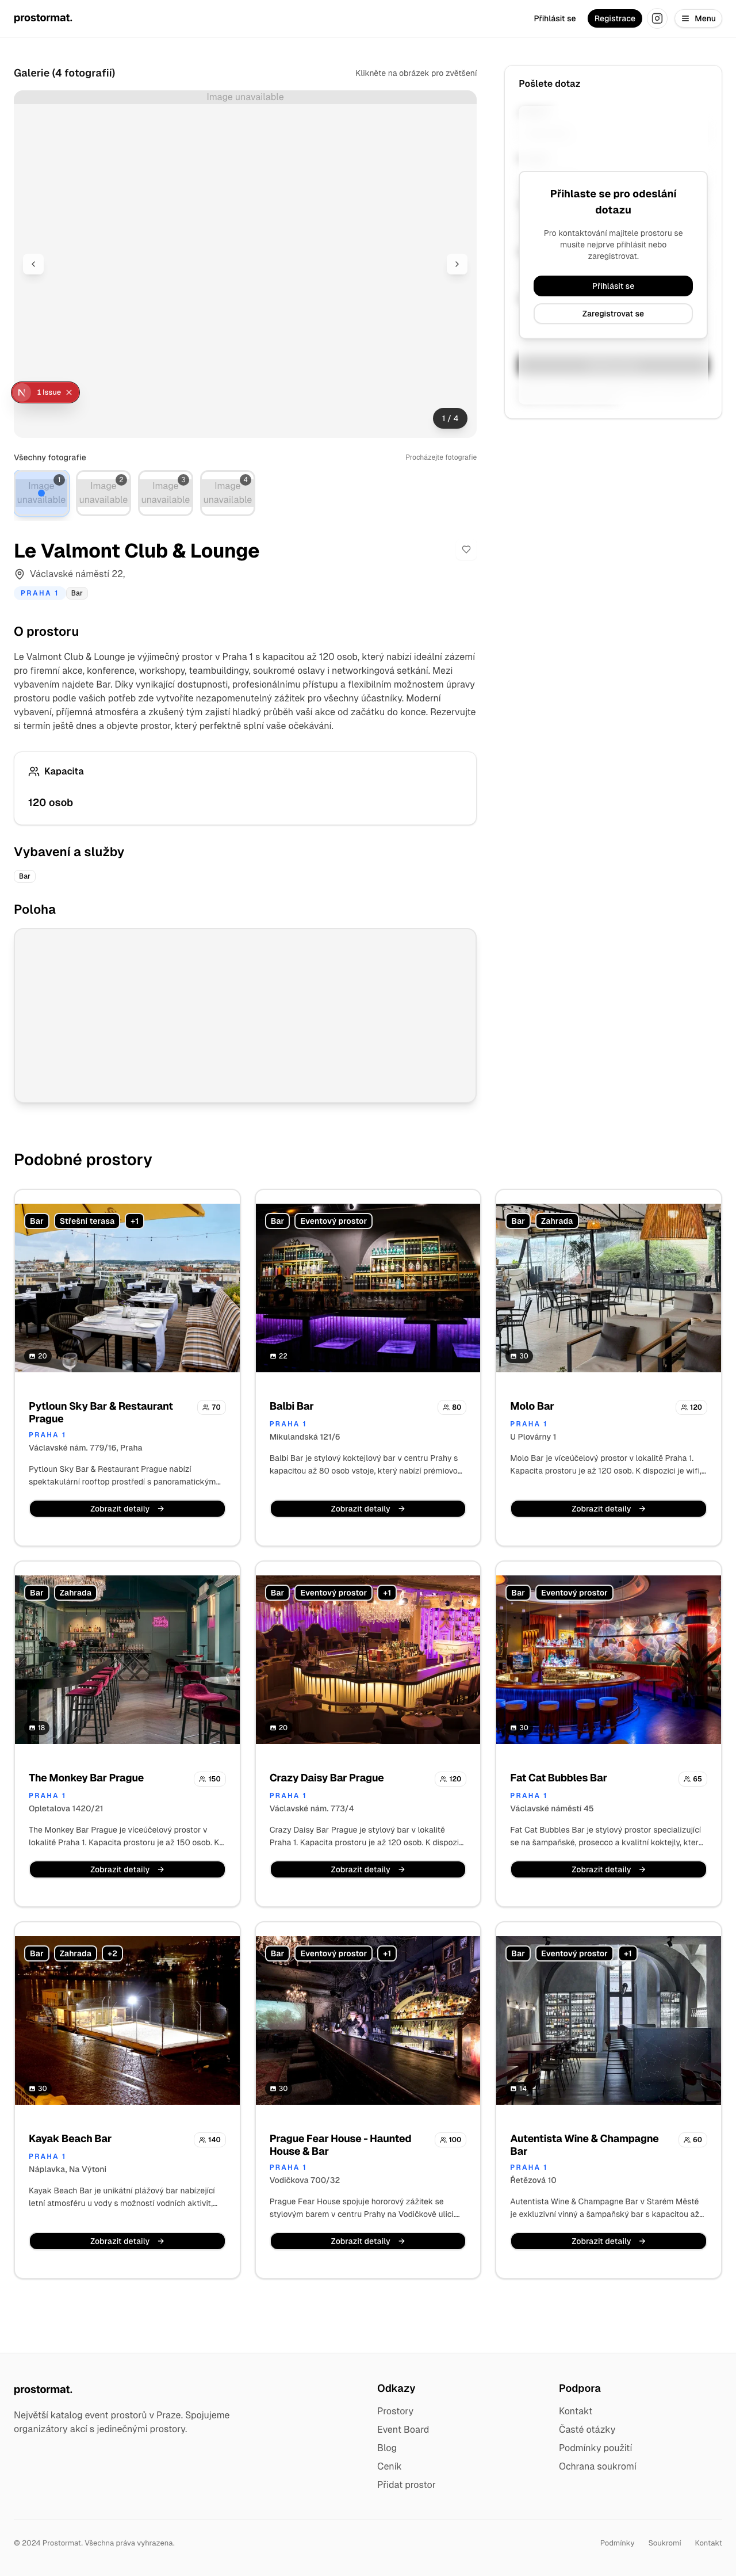 prostormat.
Přihlásit se
Registrace
Menu
Galerie (4 fotografií)
Klikněte na obrázek pro zvětšení
Image unavailable
1 Issue
1 / 4
Všechny fotografie
Procházejte fotografie
Image unavailable
1
Image unavailable
2
Image unavailable
3
Image unavailable
4
Pošlete dotaz
Přihlaste se pro odeslání
dotazu
Pro kontaktování majitele prostoru se
musíte nejprve přihlásit nebo
zaregistrovat.
Přihlásit se
Zaregistrovat se
Le Valmont Club & Lounge
Václavské náměstí 22,
PRAHA 1
Bar
O prostoru
Le Valmont Club & Lounge je výjimečný prostor v Praha 1 s kapacitou až 120 osob, který nabízí ideální zázemí
pro firemní akce, konference, workshopy, teambuildingy, soukromé oslavy i networkingová setkání. Mezi
vybavením najdete Bar. Díky vynikající dostupnosti, profesionálnímu přístupu a flexibilním možnostem úpravy
prostoru podle vašich potřeb zde vytvoříte nezapomenutelný zážitek pro všechny účastníky. Moderní
vybavení, příjemná atmosféra a zkušený tým zajistí hladký průběh vaší akce od začátku do konce. Rezervujte
si termín ještě dnes a objevte prostor, který perfektně splní vaše očekávání.
Kapacita
120 osob
Vybavení a služby
Bar
Poloha
Podobné prostory
Bar
Střešní terasa
+1
20
Pytloun Sky Bar & Restaurant
Prague
70
PRAHA 1
Václavské nám. 779/16, Praha
Pytloun Sky Bar & Restaurant Prague nabízí
spektakulární rooftop prostředí s panoramatickým...
Zobrazit detaily →
Bar
Eventový prostor
22
Balbi Bar
80
PRAHA 1
Mikulandská 121/6
Balbi Bar je stylový koktejlový bar v centru Prahy s
kapacitou až 80 osob vstoje, který nabízí prémiovo...
Zobrazit detaily →
Bar
Zahrada
30
Molo Bar
120
PRAHA 1
U Plovárny 1
Molo Bar je víceúčelový prostor v lokalitě Praha 1.
Kapacita prostoru je až 120 osob. K dispozici je wifi,...
Zobrazit detaily →
Bar
Zahrada
18
The Monkey Bar Prague
150
PRAHA 1
Opletalova 1420/21
The Monkey Bar Prague je víceúčelový prostor v
lokalitě Praha 1. Kapacita prostoru je až 150 osob. K...
Zobrazit detaily →
Bar
Eventový prostor
+1
20
Crazy Daisy Bar Prague
120
PRAHA 1
Václavské nám. 773/4
Crazy Daisy Bar Prague je stylový bar v lokalitě
Praha 1. Kapacita prostoru je až 120 osob. K dispozi...
Zobrazit detaily →
Bar
Eventový prostor
30
Fat Cat Bubbles Bar
65
PRAHA 1
Václavské náměstí 45
Fat Cat Bubbles Bar je stylový prostor specializující
se na šampaňské, prosecco a kvalitní koktejly, kter...
Zobrazit detaily →
Bar
Zahrada
+2
30
Kayak Beach Bar
140
PRAHA 1
Náplavka, Na Výtoni
Kayak Beach Bar je unikátní plážový bar nabízející
letní atmosféru u vody s možností vodních aktivit,...
Zobrazit detaily →
Bar
Eventový prostor
+1
30
Prague Fear House - Haunted
House & Bar
100
PRAHA 1
Vodičkova 700/32
Prague Fear House spojuje hororový zážitek se
stylovým barem v centru Prahy na Vodičkově ulici....
Zobrazit detaily →
Bar
Eventový prostor
+1
14
Autentista Wine & Champagne
Bar
60
PRAHA 1
Řetězová 10
Autentista Wine & Champagne Bar v Starém Městě
je exkluzivní vinný a šampaňský bar s kapacitou až...
Zobrazit detaily →
prostormat.
Největší katalog event prostorů v Praze. Spojujeme
organizátory akcí s jedinečnými prostory.
Odkazy
Prostory
Event Board
Blog
Ceník
Přidat prostor
Podpora
Kontakt
Časté otázky
Podmínky použití
Ochrana soukromí
© 2024 Prostormat. Všechna práva vyhrazena.
Podmínky
Soukromí
Kontakt